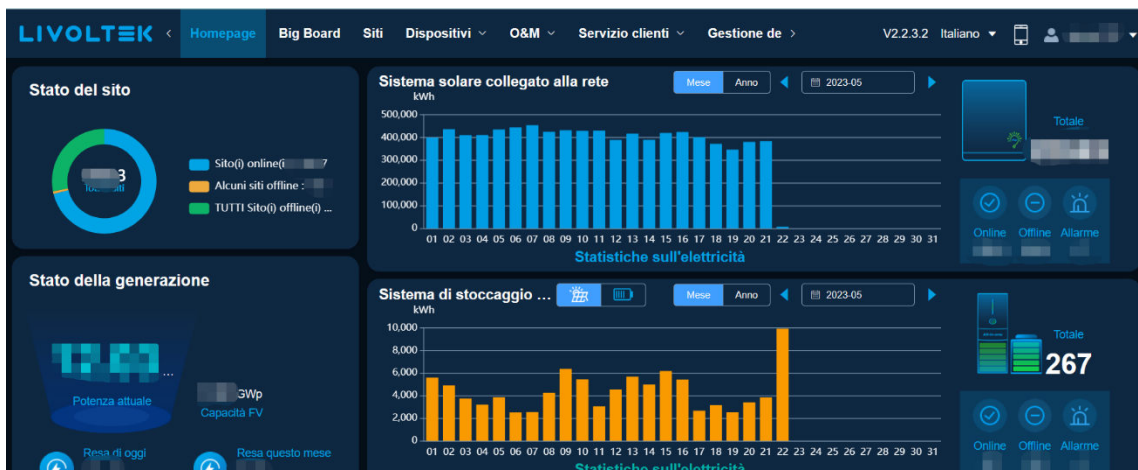 LIVOLTEK < Homepage Big Board Siti Dispositivi O&M Servizio clienti Gestione de > V2.2.3.2 Italiano
Stato del sito
3
Sito(i) online(i 7
Alcuni siti offline :
TUTTI Sito(i) offline(i) ...
Sistema solare collegato alla rete Mese Anno 2023-05
kWh
500,000
400,000
300,000
200,000
100,000
0
01 02 03 04 05 06 07 08 09 10 11 12 13 14 15 16 17 18 19 20 21 22 23 24 25 26 27 28 29 30 31
Statistiche sull'elettricità
Totale
Online Offline Allarme
Stato della generazione
...
Potenza attuale
GWp
Capacità FV
Resa di oggi Resa questo mese
Sistema di stoccaggio ... Mese Anno 2023-05
kWh
10,000
8,000
6,000
4,000
2,000
0
01 02 03 04 05 06 07 08 09 10 11 12 13 14 15 16 17 18 19 20 21 22 23 24 25 26 27 28 29 30 31
Statistiche sull'elettricità
Totale
267
Online Offline Allarme